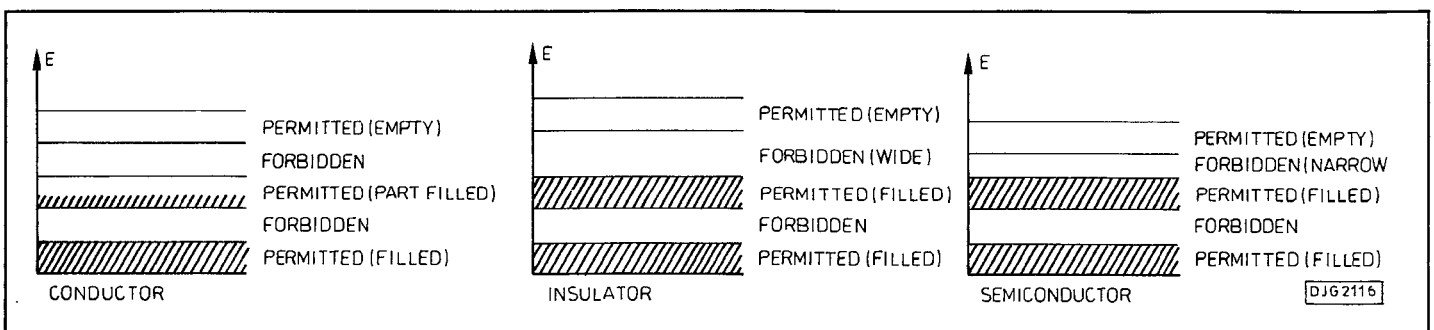 E
PERMITTED (EMPTY)
FORBIDDEN
PERMITTED (PART FILLED)
FORBIDDEN
PERMITTED (FILLED)
CONDUCTOR
E
PERMITTED (EMPTY)
FORBIDDEN (WIDE)
PERMITTED (FILLED)
FORBIDDEN
PERMITTED (FILLED)
INSULATOR
E
PERMITTED (EMPTY)
FORBIDDEN (NARROW
PERMITTED (FILLED)
FORBIDDEN
PERMITTED (FILLED)
SEMICONDUCTOR
DJG2116